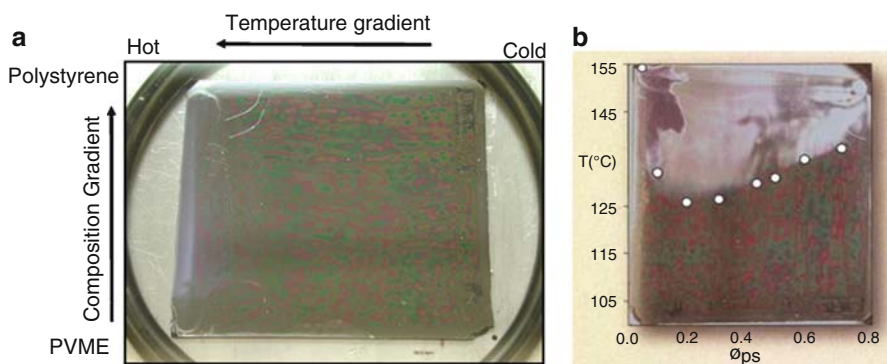 a
Temperature gradient
Hot
Cold
Polystyrene
Composition Gradient
PVME
b
155
145
T(°C)
125
115
105
0.0
0.2
0.4
0.6
0.8
øps